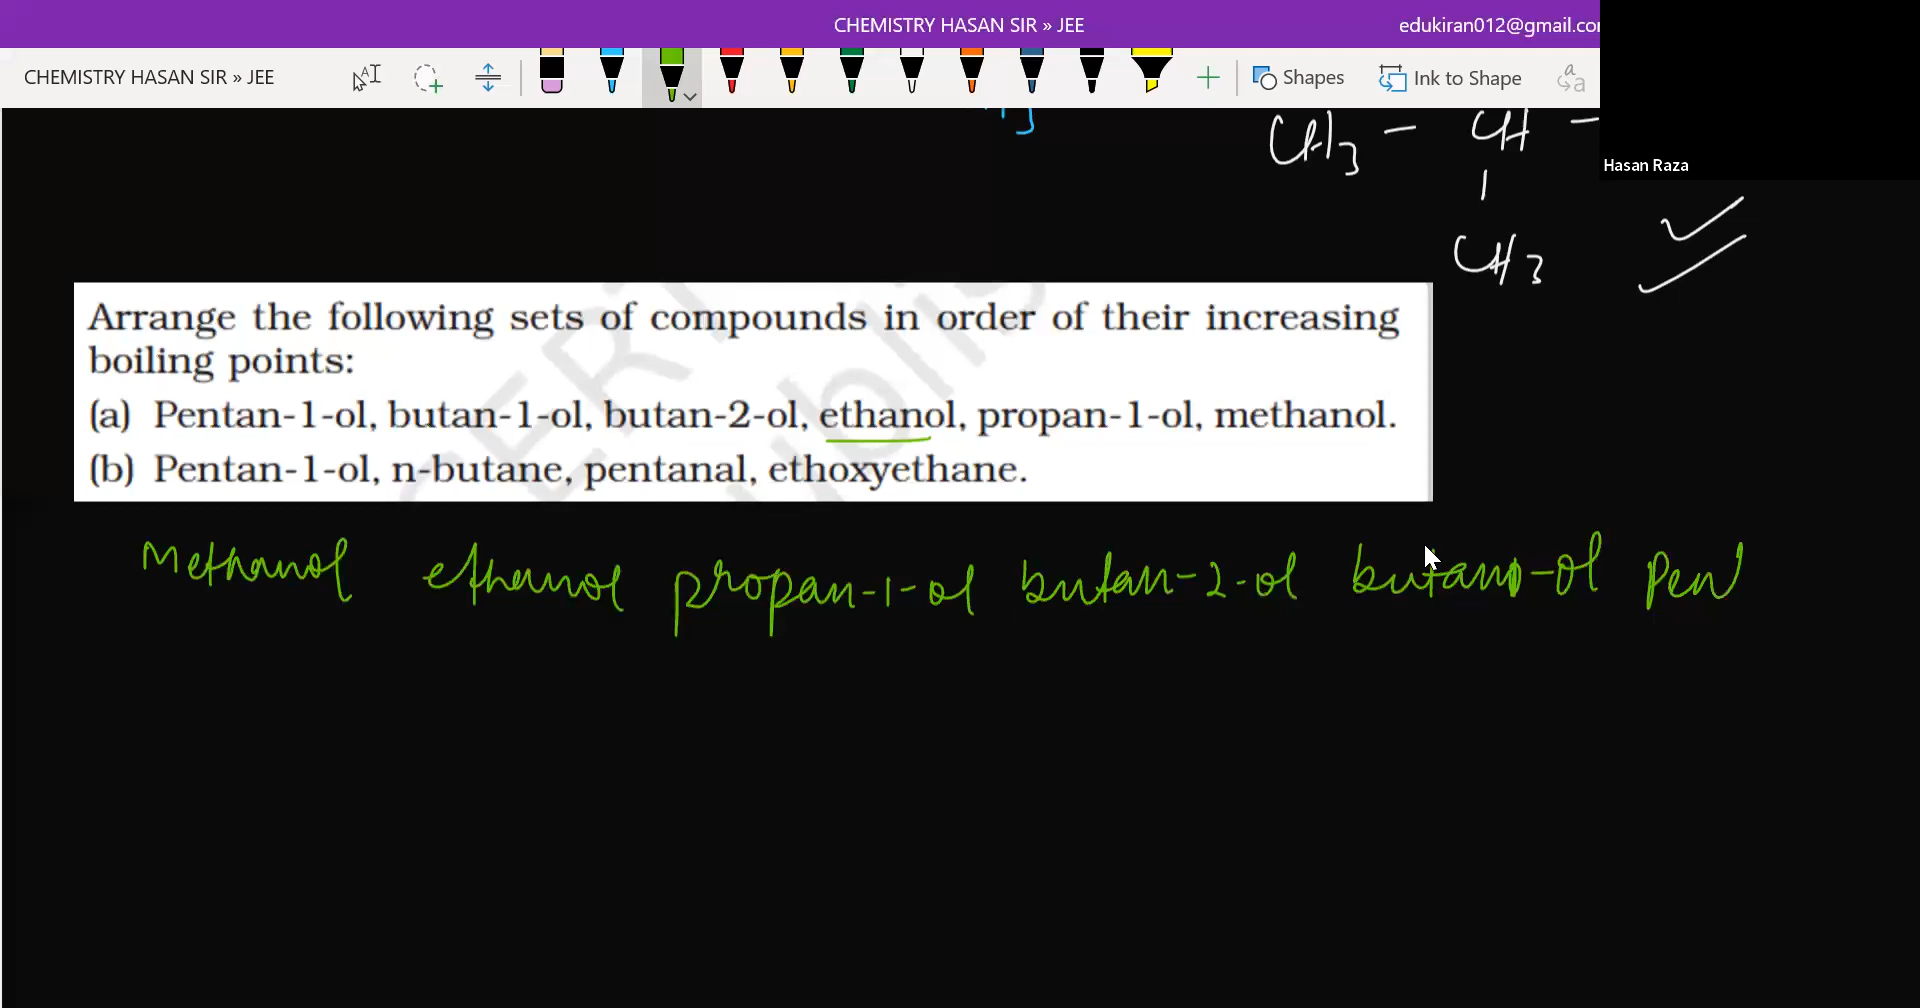 CHEMISTRY HASAN SIR » JEE
edukiran012@gmail.co
CHEMISTRY HASAN SIR » JEE
Shapes
Ink to Shape
CH3 - CH -
Hasan Raza
CH3
Arrange the following sets of compounds in order of their increasing
boiling points:
(a) Pentan-1-ol, butan-1-ol, butan-2-ol, ethanol, propan-1-ol, methanol.
(b) Pentan-1-ol, n-butane, pentanal, ethoxyethane.
Methanol ethanol propan-1-ol butan-2-ol butan1-ol Pen